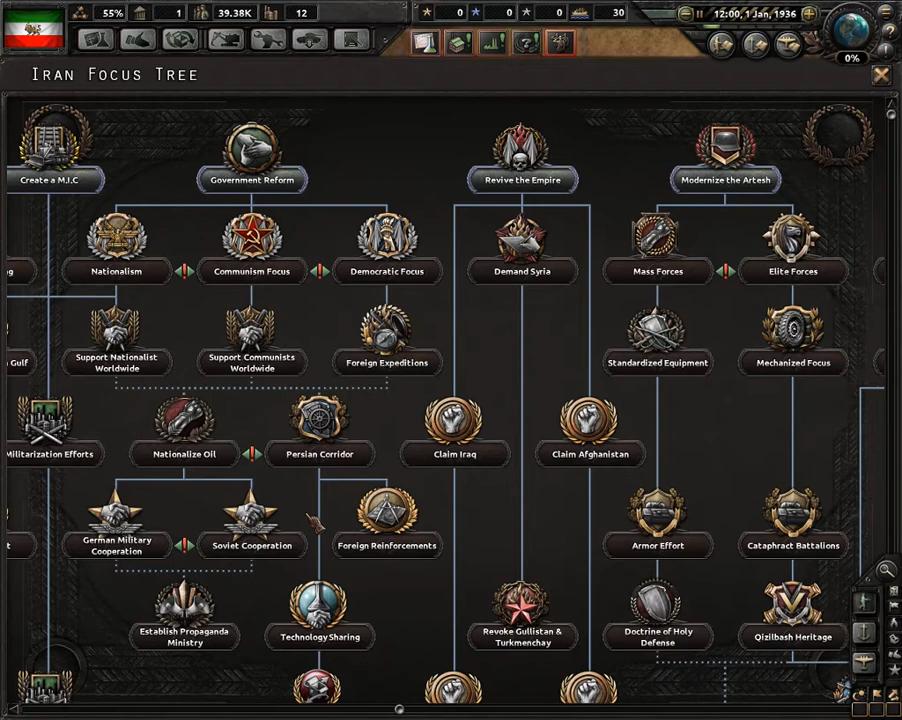 55%
1
39.38K
12
0
0
0
30
12:00, 1 Jan, 1936
0%
Iran Focus Tree
Create a M.I.C
Government Reform
Revive the Empire
Modernize the Artesh
Nationalism
Communism Focus
Democratic Focus
Demand Syria
Mass Forces
Elite Forces
Support Nationalist
Worldwide
Support Communists
Worldwide
Foreign Expeditions
Standardized Equipment
Mechanized Focus
Gulf
Militarization Efforts
Nationalize Oil
Persian Corridor
Claim Iraq
Claim Afghanistan
German Military
Cooperation
Soviet Cooperation
Foreign Reinforcements
Armor Effort
Cataphract Battalions
Establish Propaganda
Ministry
Technology Sharing
Revoke Gullistan &
Turkmenchay
Doctrine of Holy
Defense
Qizilbash Heritage